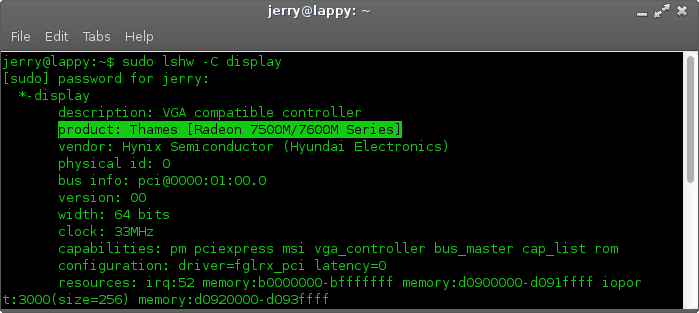 jerry@lappy: ~
File Edit Tabs Help
jerry@lappy:~$ sudo lshw -C display
[sudo] password for jerry:
*-display
description: VGA compatible controller
product: Thames [Radeon 7500M/7600M Series]
vendor: Hynix Semiconductor (Hyundai Electronics)
physical id: 0
bus info: pci@0000:01:00.0
version: 00
width: 64 bits
clock: 33MHz
capabilities: pm pciexpress msi vga_controller bus_master cap_list rom
configuration: driver=fglrx_pci latency=0
resources: irq:52 memory:b0000000-bfffffff memory:d0900000-d091ffff iopor
t:3000(size=256) memory:d0920000-d093ffff